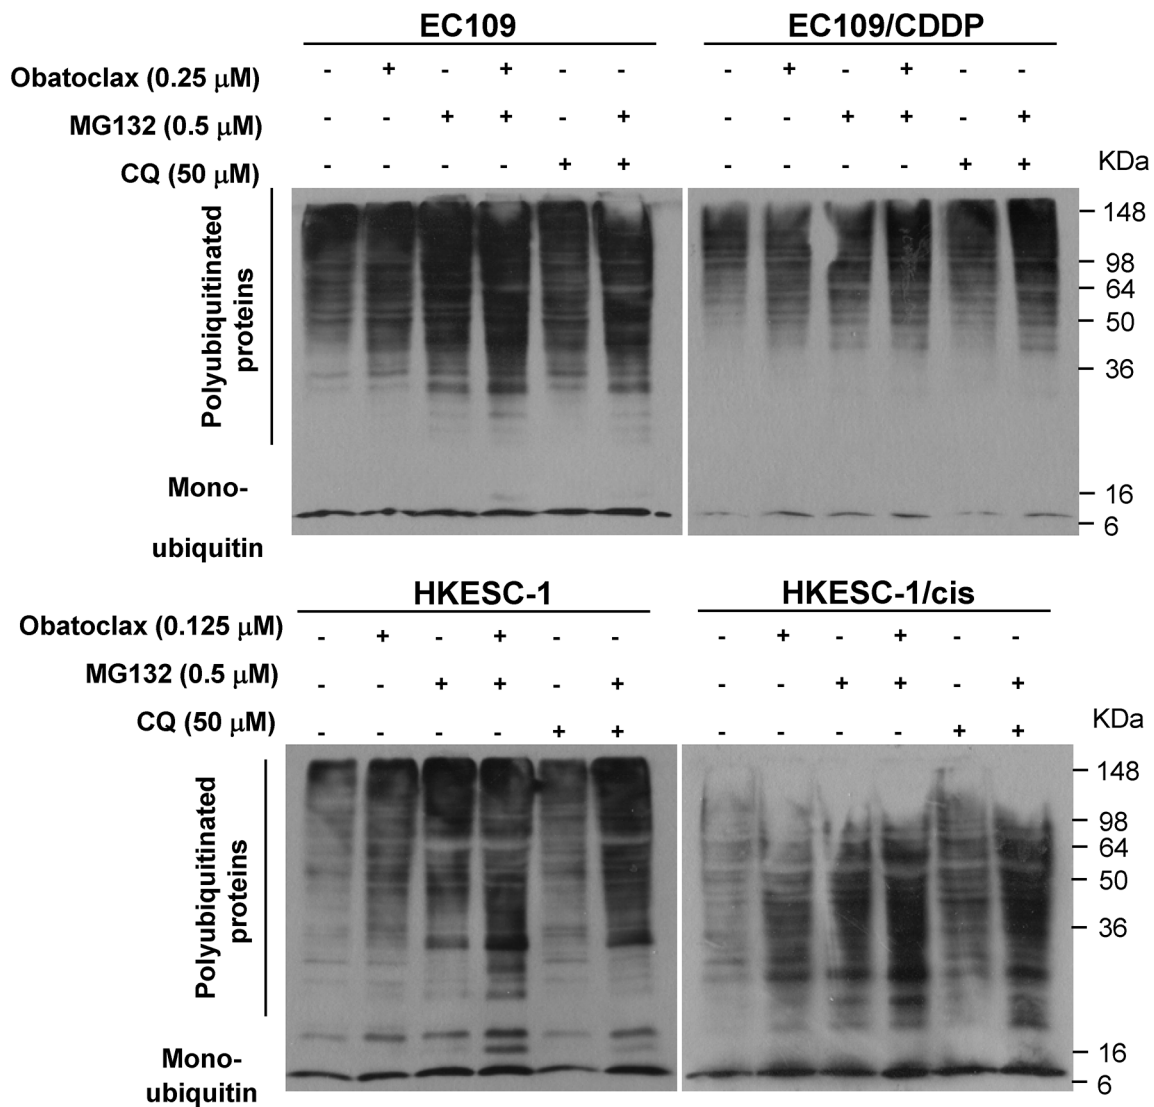 EC109 EC109/CDDP
Obatoclax (0.25 µM) - + - + - - - + - + - -
MG132 (0.5 µM) - - + + - + - - + + - +
CQ (50 µM) - - - - + + - - - - + + KDa
Polyubiquitinated
proteins
148
98
64
50
36
Mono-
ubiquitin
16
6
HKESC-1 HKESC-1/cis
Obatoclax (0.125 µM) - + - + - - - + - + - -
MG132 (0.5 µM) - - + + - + - - + + - +
CQ (50 µM) - - - - + + - - - - + + KDa
Polyubiquitinated
proteins
148
98
64
50
36
Mono-
ubiquitin
16
6